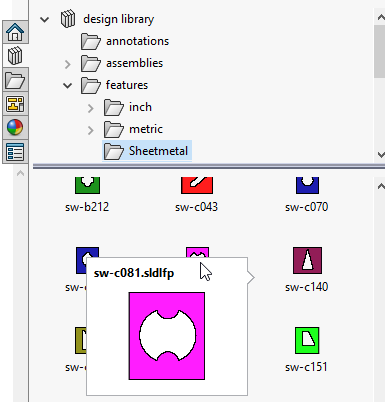 design library
annotations
assemblies
features
inch
metric
Sheetmetal
sw-b212
sw-c043
sw-c070
sw-c081.sldlfp
sw-c140
sw-c151